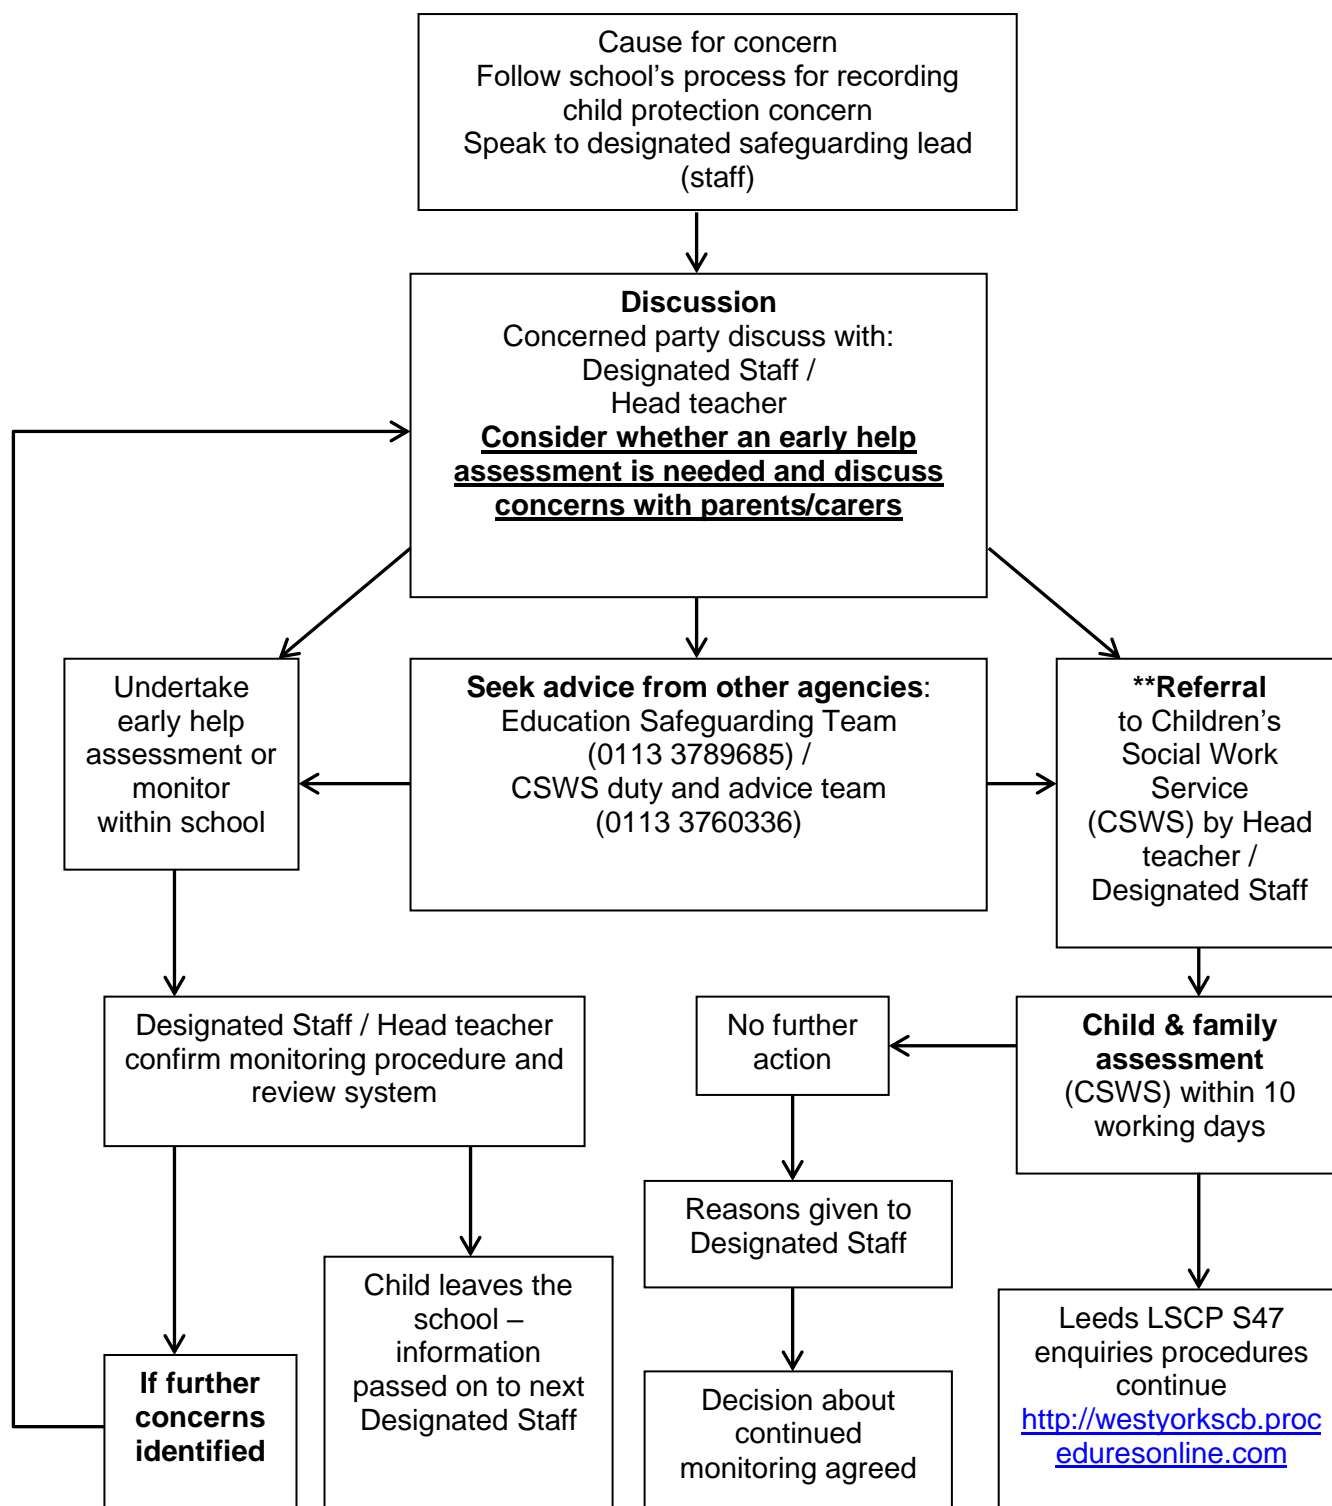 Cause for concern
Follow school’s process for recording
child protection concern
Speak to designated safeguarding lead
(staff)
Discussion
Concerned party discuss with:
Designated Staff /
Head teacher
Consider whether an early help
assessment is needed and discuss
concerns with parents/carers
Undertake
early help
assessment or
monitor
within school
Seek advice from other agencies:
Education Safeguarding Team
(0113 3789685) /
CSWS duty and advice team
(0113 3760336)
**Referral
to Children’s
Social Work
Service
(CSWS) by Head
teacher /
Designated Staff
Designated Staff / Head teacher
confirm monitoring procedure and
review system
No further
action
Child & family
assessment
(CSWS) within 10
working days
Reasons given to
Designated Staff
Child leaves the
school –
information
passed on to next
Designated Staff
Leeds LSCP S47
enquiries procedures
continue
http://westyorkscb.proc
eduresonline.com
If further
concerns
identified
Decision about
continued
monitoring agreed